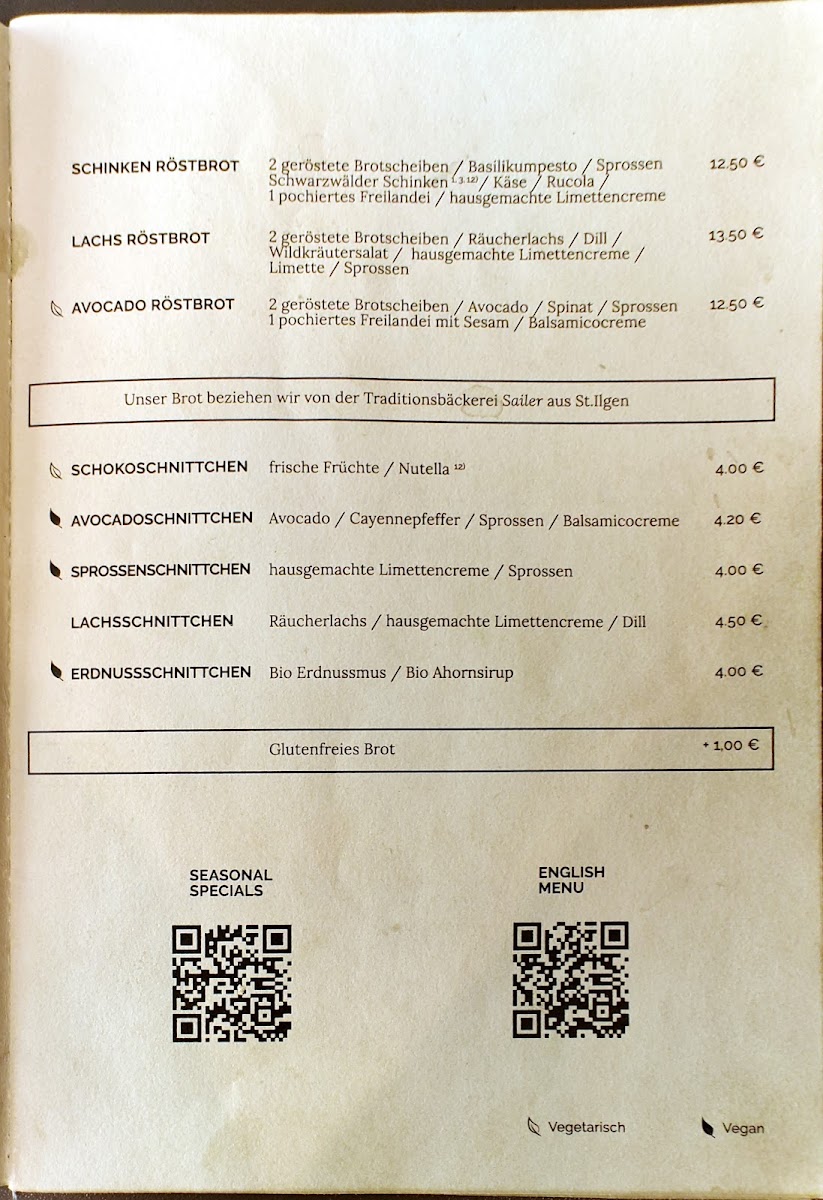 SCHINKEN RÖSTBROT 2 geröstete Brotscheiben / Basilikumpesto / Sprossen 12.50 €
Schwarzwälder Schinken 1, 3, 12) / Käse / Rucola /
1 pochiertes Freilandei / hausgemachte Limettencreme
LACHS RÖSTBROT 2 geröstete Brotscheiben / Räucherlachs / Dill / 13.50 €
Wildkräutersalat / hausgemachte Limettencreme /
Limette / Sprossen
AVOCADO RÖSTBROT 2 geröstete Brotscheiben / Avocado / Spinat / Sprossen 12.50 €
1 pochiertes Freilandei mit Sesam / Balsamicocreme
Unser Brot beziehen wir von der Traditionsbäckerei Sailer aus St.Ilgen
SCHOKOSCHNITTCHEN frische Früchte / Nutella 12) 4.00 €
AVOCADOSCHNITTCHEN Avocado / Cayennepfeffer / Sprossen / Balsamicocreme 4.20 €
SPROSSENSCHNITTCHEN hausgemachte Limettencreme / Sprossen 4.00 €
LACHSSCHNITTCHEN Räucherlachs / hausgemachte Limettencreme / Dill 4.50 €
ERDNUSSSCHNITTCHEN Bio Erdnussmus / Bio Ahornsirup 4.00 €
Glutenfreies Brot + 1,00 €
SEASONAL
SPECIALS
ENGLISH
MENU
Vegetarisch
Vegan